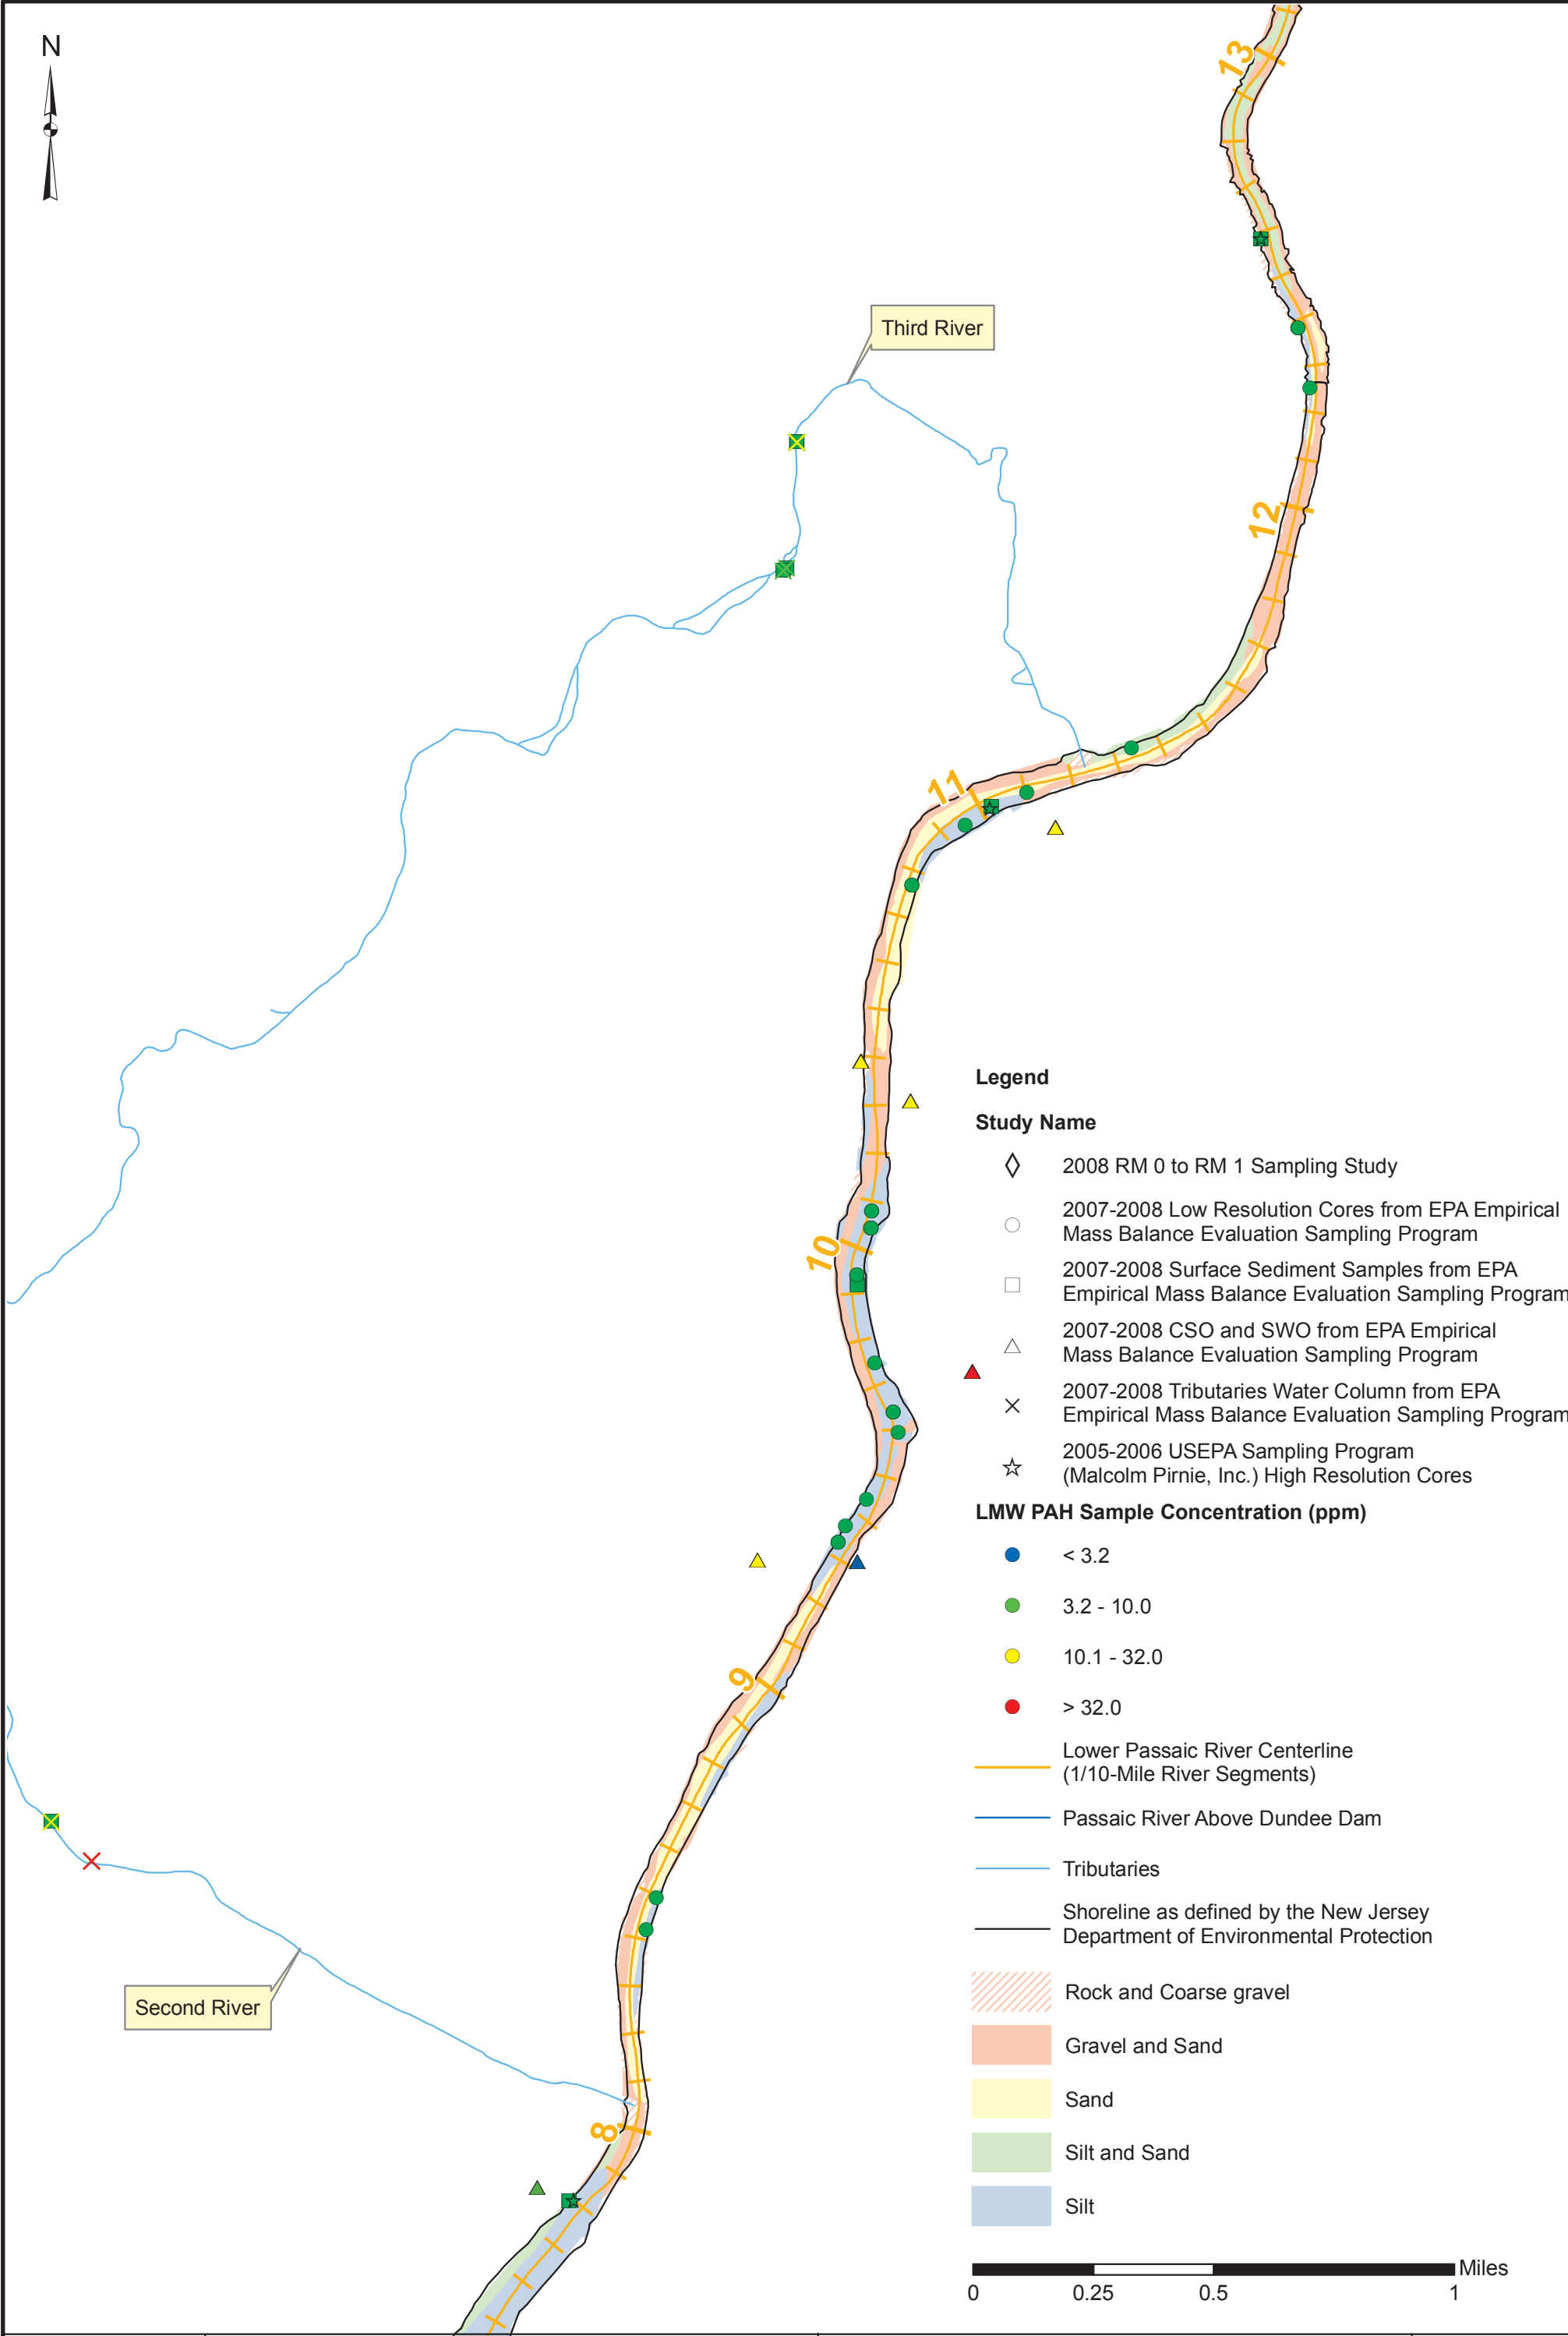 N
13
Third River
12
11
10
9
Second River
8
Legend
Study Name
2008 RM 0 to RM 1 Sampling Study
2007-2008 Low Resolution Cores from EPA Empirical
Mass Balance Evaluation Sampling Program
2007-2008 Surface Sediment Samples from EPA
Empirical Mass Balance Evaluation Sampling Program
2007-2008 CSO and SWO from EPA Empirical
Mass Balance Evaluation Sampling Program
2007-2008 Tributaries Water Column from EPA
Empirical Mass Balance Evaluation Sampling Program
2005-2006 USEPA Sampling Program
(Malcolm Pirnie, Inc.) High Resolution Cores
LMW PAH Sample Concentration (ppm)
< 3.2
3.2 - 10.0
10.1 - 32.0
> 32.0
Lower Passaic River Centerline
(1/10-Mile River Segments)
Passaic River Above Dundee Dam
Tributaries
Shoreline as defined by the New Jersey
Department of Environmental Protection
Rock and Coarse gravel
Gravel and Sand
Sand
Silt and Sand
Silt
Miles
0 0.25 0.5 1